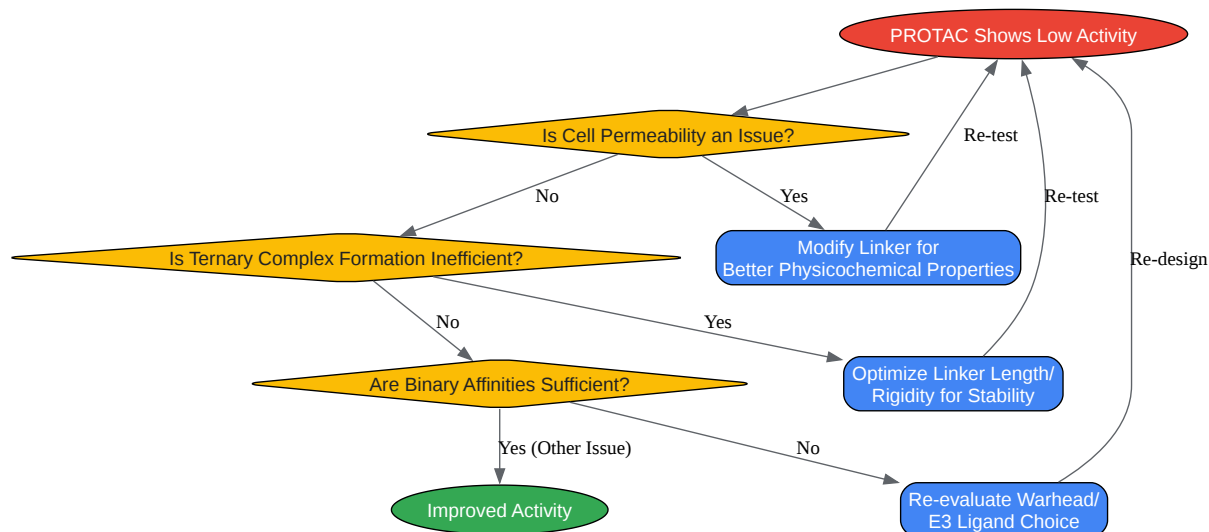 PROTAC Shows Low Activity
Is Cell Permeability an Issue?
Re-test
No
Yes
Re-test
Modify Linker for
Better Physicochemical Properties
Is Ternary Complex Formation Inefficient?
Re-design
No
Yes
Optimize Linker Length/
Rigidity for Stability
Are Binary Affinities Sufficient?
Yes (Other Issue)
No
Improved Activity
Re-evaluate Warhead/
E3 Ligand Choice